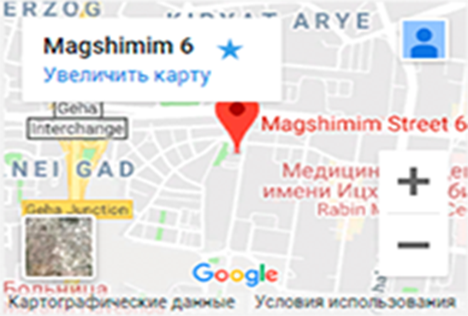 ERZOG
KIRYAT ARYE
Magshimim 6
Увеличить карту
Geha
Interchange
Magshimim Street 6
NEI GAD
Медицин
имени Ицх
Rabin
Geha Junction
Google
Больница
Картографические данные
Условия использования